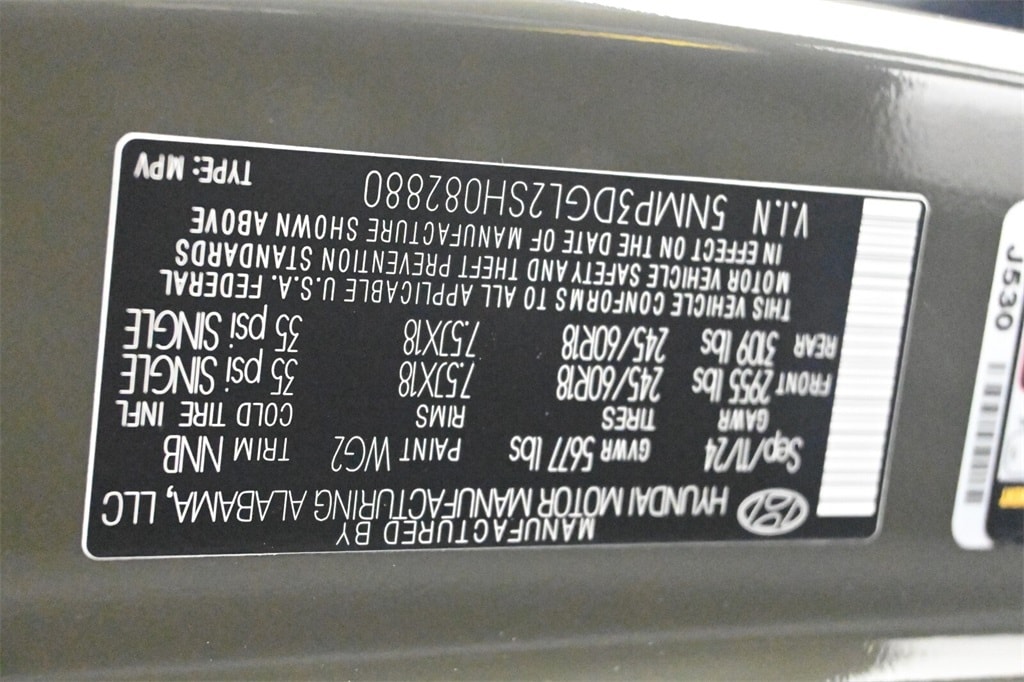 MANUFACTURED BY
HYUNDAI MOTOR MANUFACTURING ALABAMA, LLC
Sep/11/24 GVWR 5677 lbs PAINT WG2 TRIM NNB
GAWR TIRES RIMS COLD TIRE INFL
FRONT 2955 lbs 245/60R18 7.5JX18 35 psi SINGLE
REAR 3109 lbs 245/60R18 7.5JX18 35 psi SINGLE
THIS VEHICLE CONFORMS TO ALL APPLICABLE U.S.A. FEDERAL
MOTOR VEHICLE SAFETY AND THEFT PREVENTION STANDARDS
IN EFFECT ON THE DATE OF MANUFACTURE SHOWN ABOVE
V.I.N 5NMP3DGL2SH082880 TYPE: MPV
J530